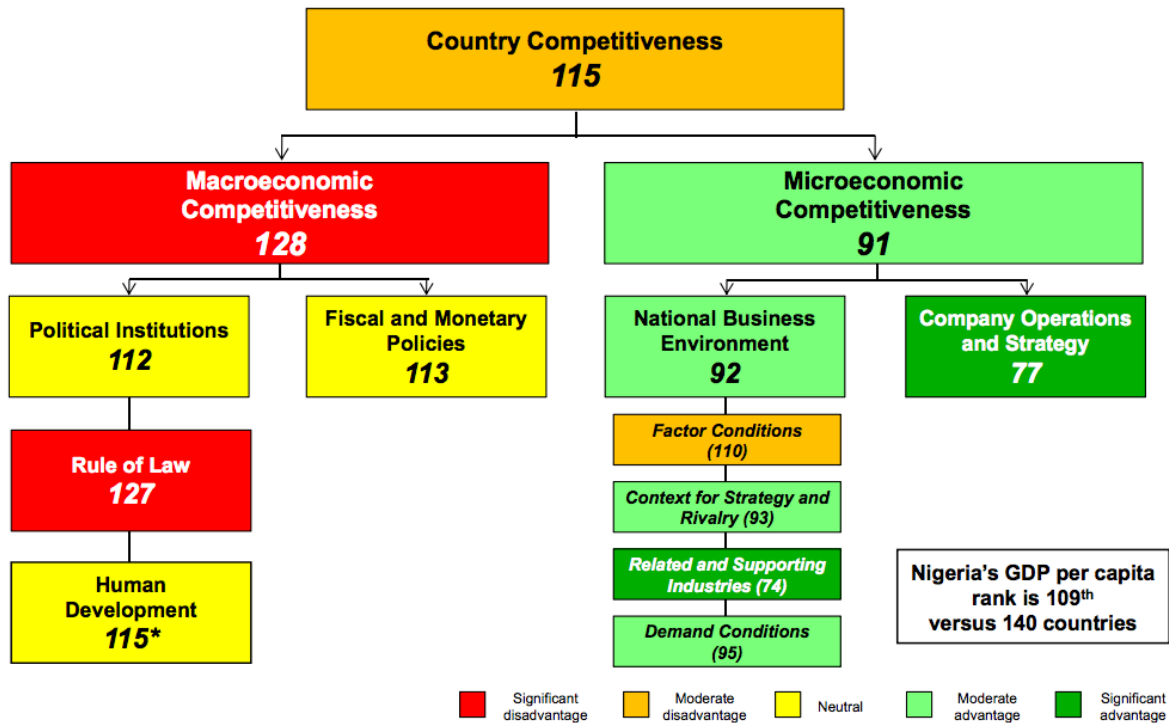 Country Competitiveness
115
Macroeconomic
Competitiveness
128
Microeconomic
Competitiveness
91
Political Institutions
112
Fiscal and Monetary
Policies
113
National Business
Environment
92
Company Operations
and Strategy
77
Rule of Law
127
Human
Development
115*
Factor Conditions
(110)
Context for Strategy and
Rivalry (93)
Related and Supporting
Industries (74)
Demand Conditions
(95)
Nigeria’s GDP per capita
rank is 109th
versus 140 countries
Significant
disadvantage
Moderate
disadvantage
Neutral
Moderate
advantage
Significant
advantage